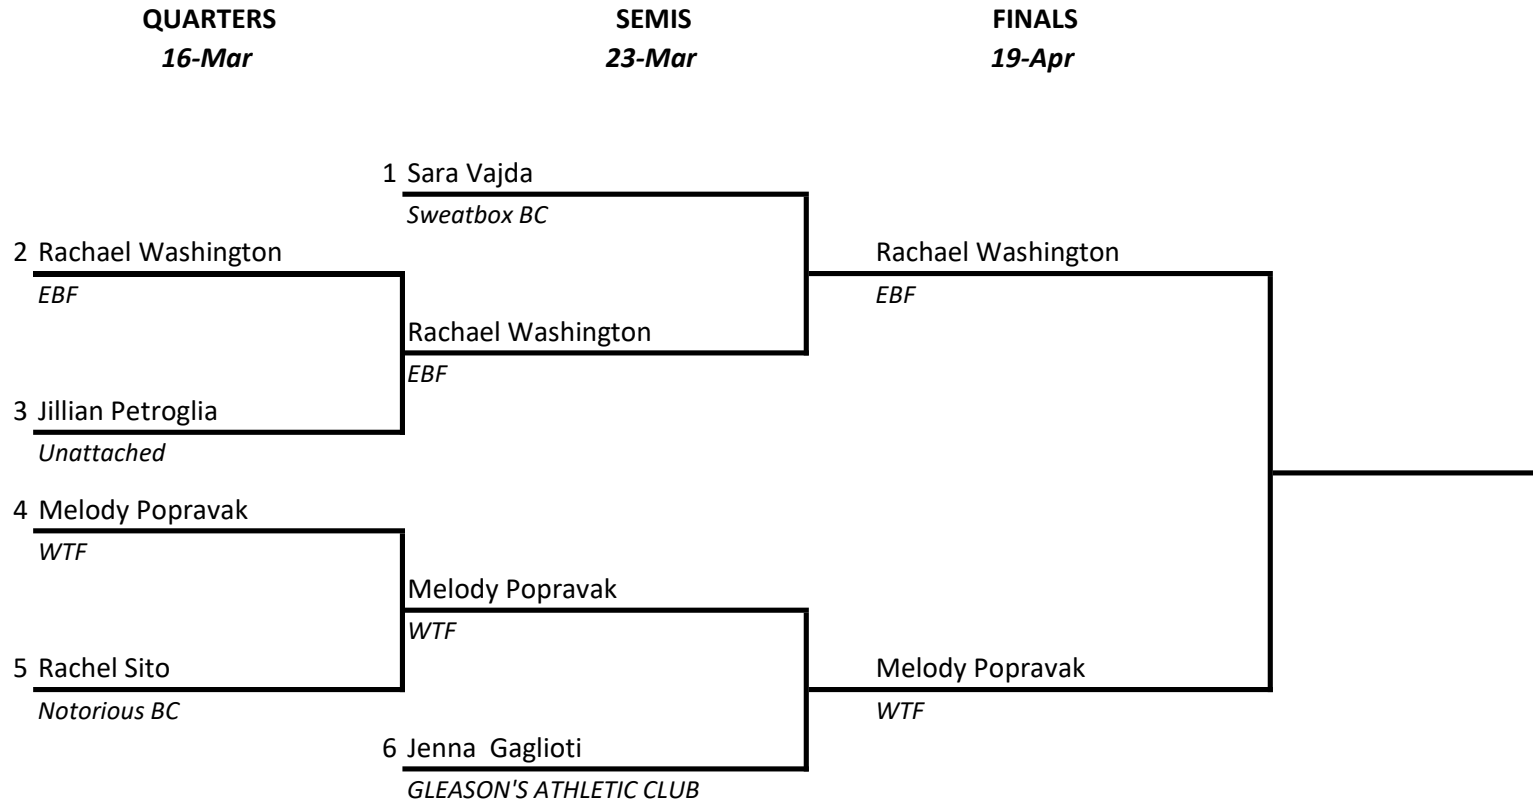 QUARTERS SEMIS FINALS
16-Mar 23-Mar 19-Apr
1 Sara Vajda
Sweatbox BC
2 Rachael Washington Rachael Washington
EBF EBF
Rachael Washington
EBF
3 Jillian Petroglia
Unattached
4 Melody Popravak
WTF
Melody Popravak
WTF
5 Rachel Sito Melody Popravak
Notorious BC WTF
6 Jenna  Gaglioti
GLEASON'S ATHLETIC CLUB